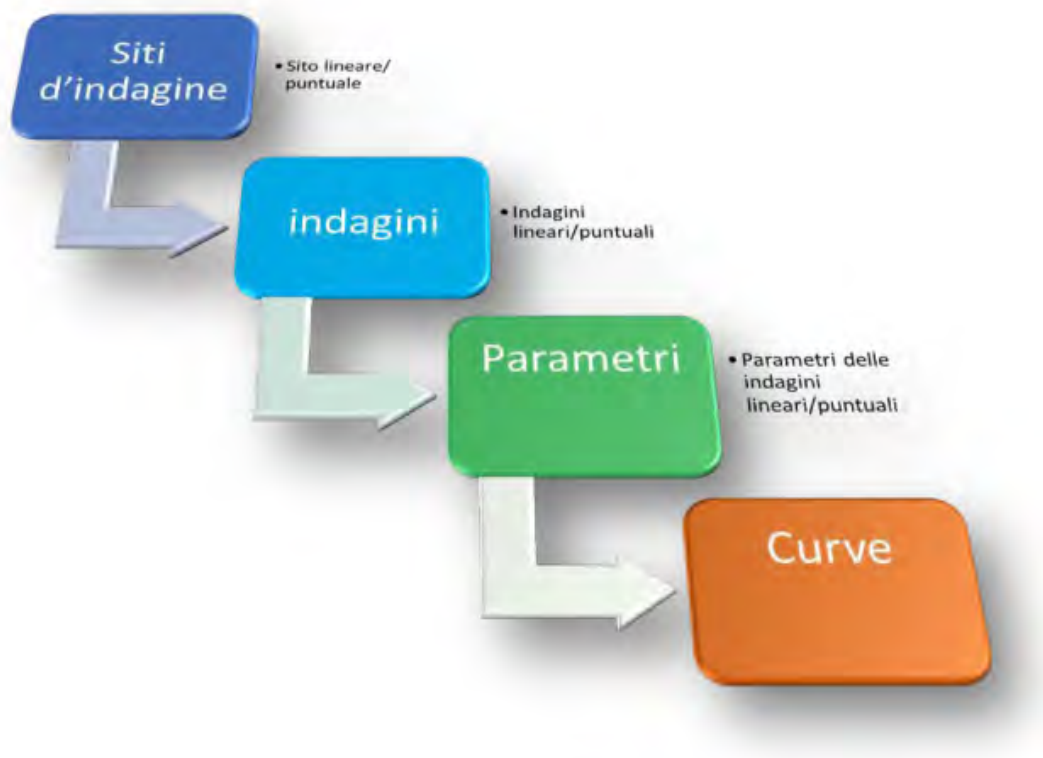 Siti
d'indagine
• Sito lineare/
puntuale
indagini
• Indagini
lineari/puntuali
Parametri
• Parametri delle
indagini
lineari/puntuali
Curve